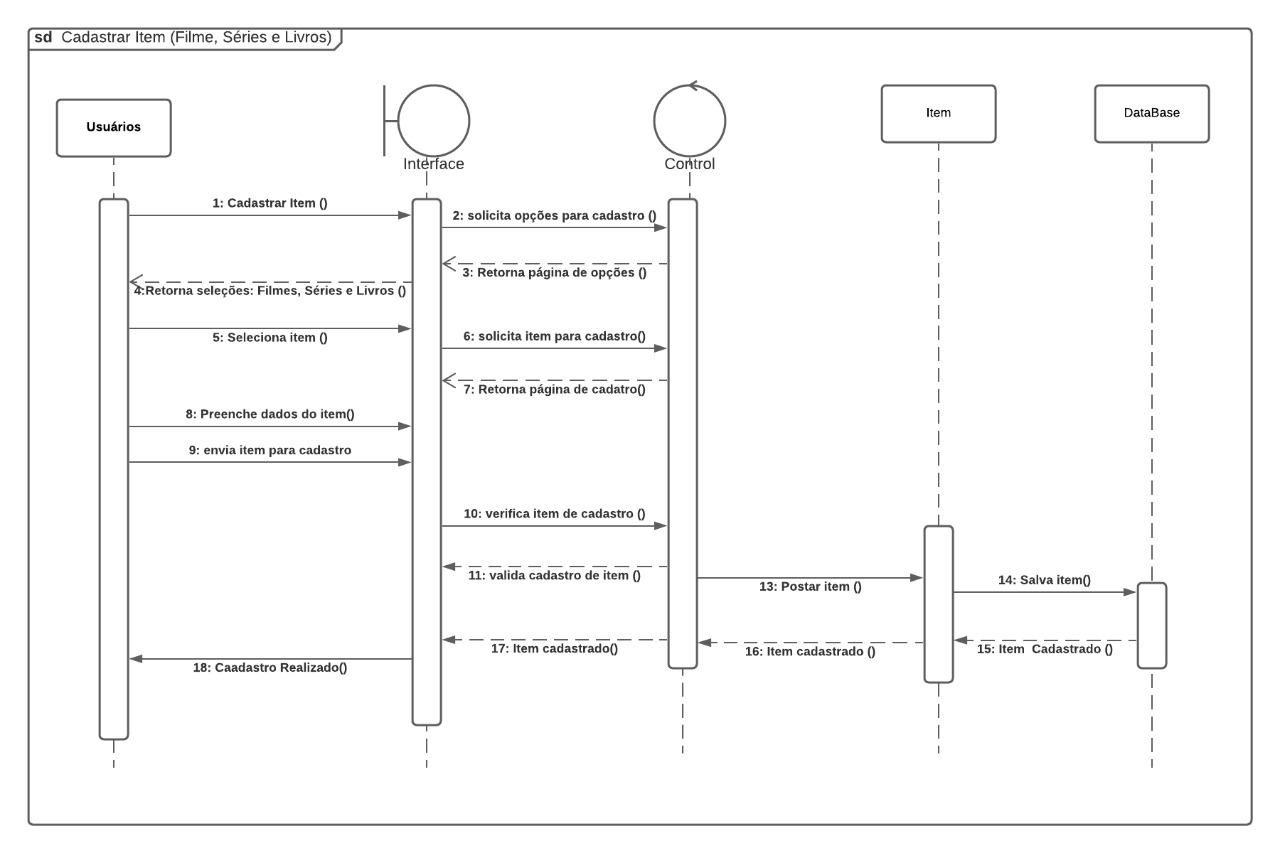 sd Cadastrar Item (Filme, Séries e Livros)
Usuários
Interface
Control
Item
DataBase
1: Cadastrar Item ()
2: solicita opções para cadastro ()
3: Retorna página de opções ()
4:Retorna seleções: Filmes, Séries e Livros ()
5: Seleciona item ()
6: solicita item para cadastro()
7: Retorna página de cadatro()
8: Preenche dados do item()
9: envia item para cadastro
10: verifica item de cadastro ()
11: valida cadastro de item ()
13: Postar item ()
14: Salva item()
15: Item Cadastrado ()
16: Item cadastrado ()
17: Item cadastrado()
18: Caadastro Realizado()